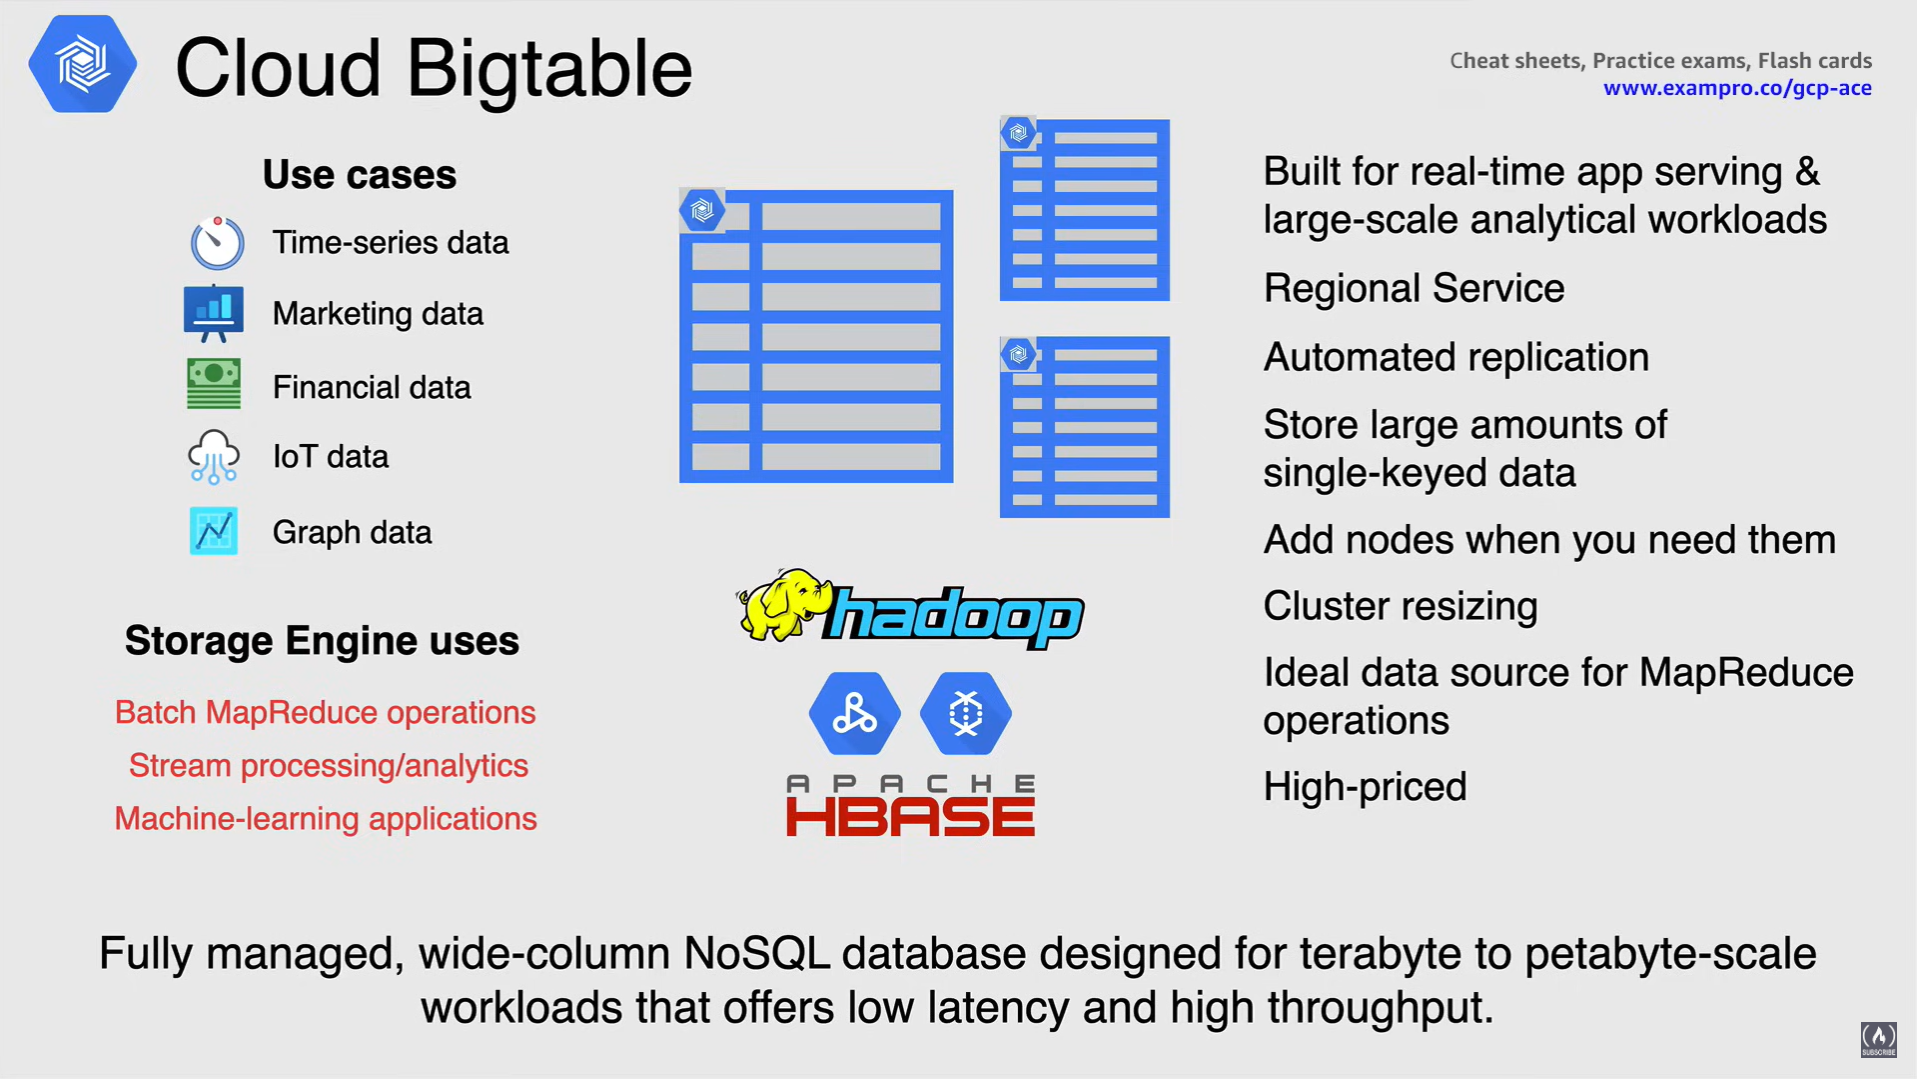 Cloud Bigtable
Cheat sheets, Practice exams, Flash cards
www.exampro.co/gcp-ace
Use cases
Time-series data
Marketing data
Financial data
IoT data
Graph data
Storage Engine uses
Batch MapReduce operations
Stream processing/analytics
Machine-learning applications
hadoop
APACHE
HBASE
Built for real-time app serving &
large-scale analytical workloads
Regional Service
Automated replication
Store large amounts of
single-keyed data
Add nodes when you need them
Cluster resizing
Ideal data source for MapReduce
operations
High-priced
Fully managed, wide-column NoSQL database designed for terabyte to petabyte-scale
workloads that offers low latency and high throughput.
SUBSCRIBE